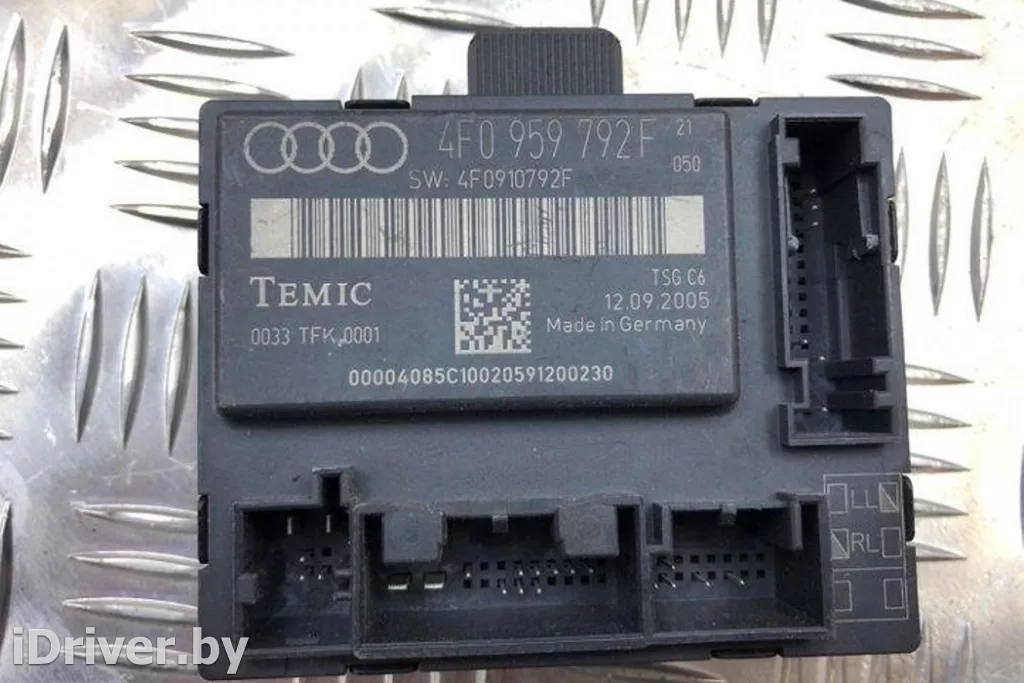 4F0 959 792F 21
050
SW: 4F0910792F
TEMIC
TSG C6
12.09.2005
0033 TFK 0001
Made in Germany
00004085C10020591200230
LL
RL
iDriver.by